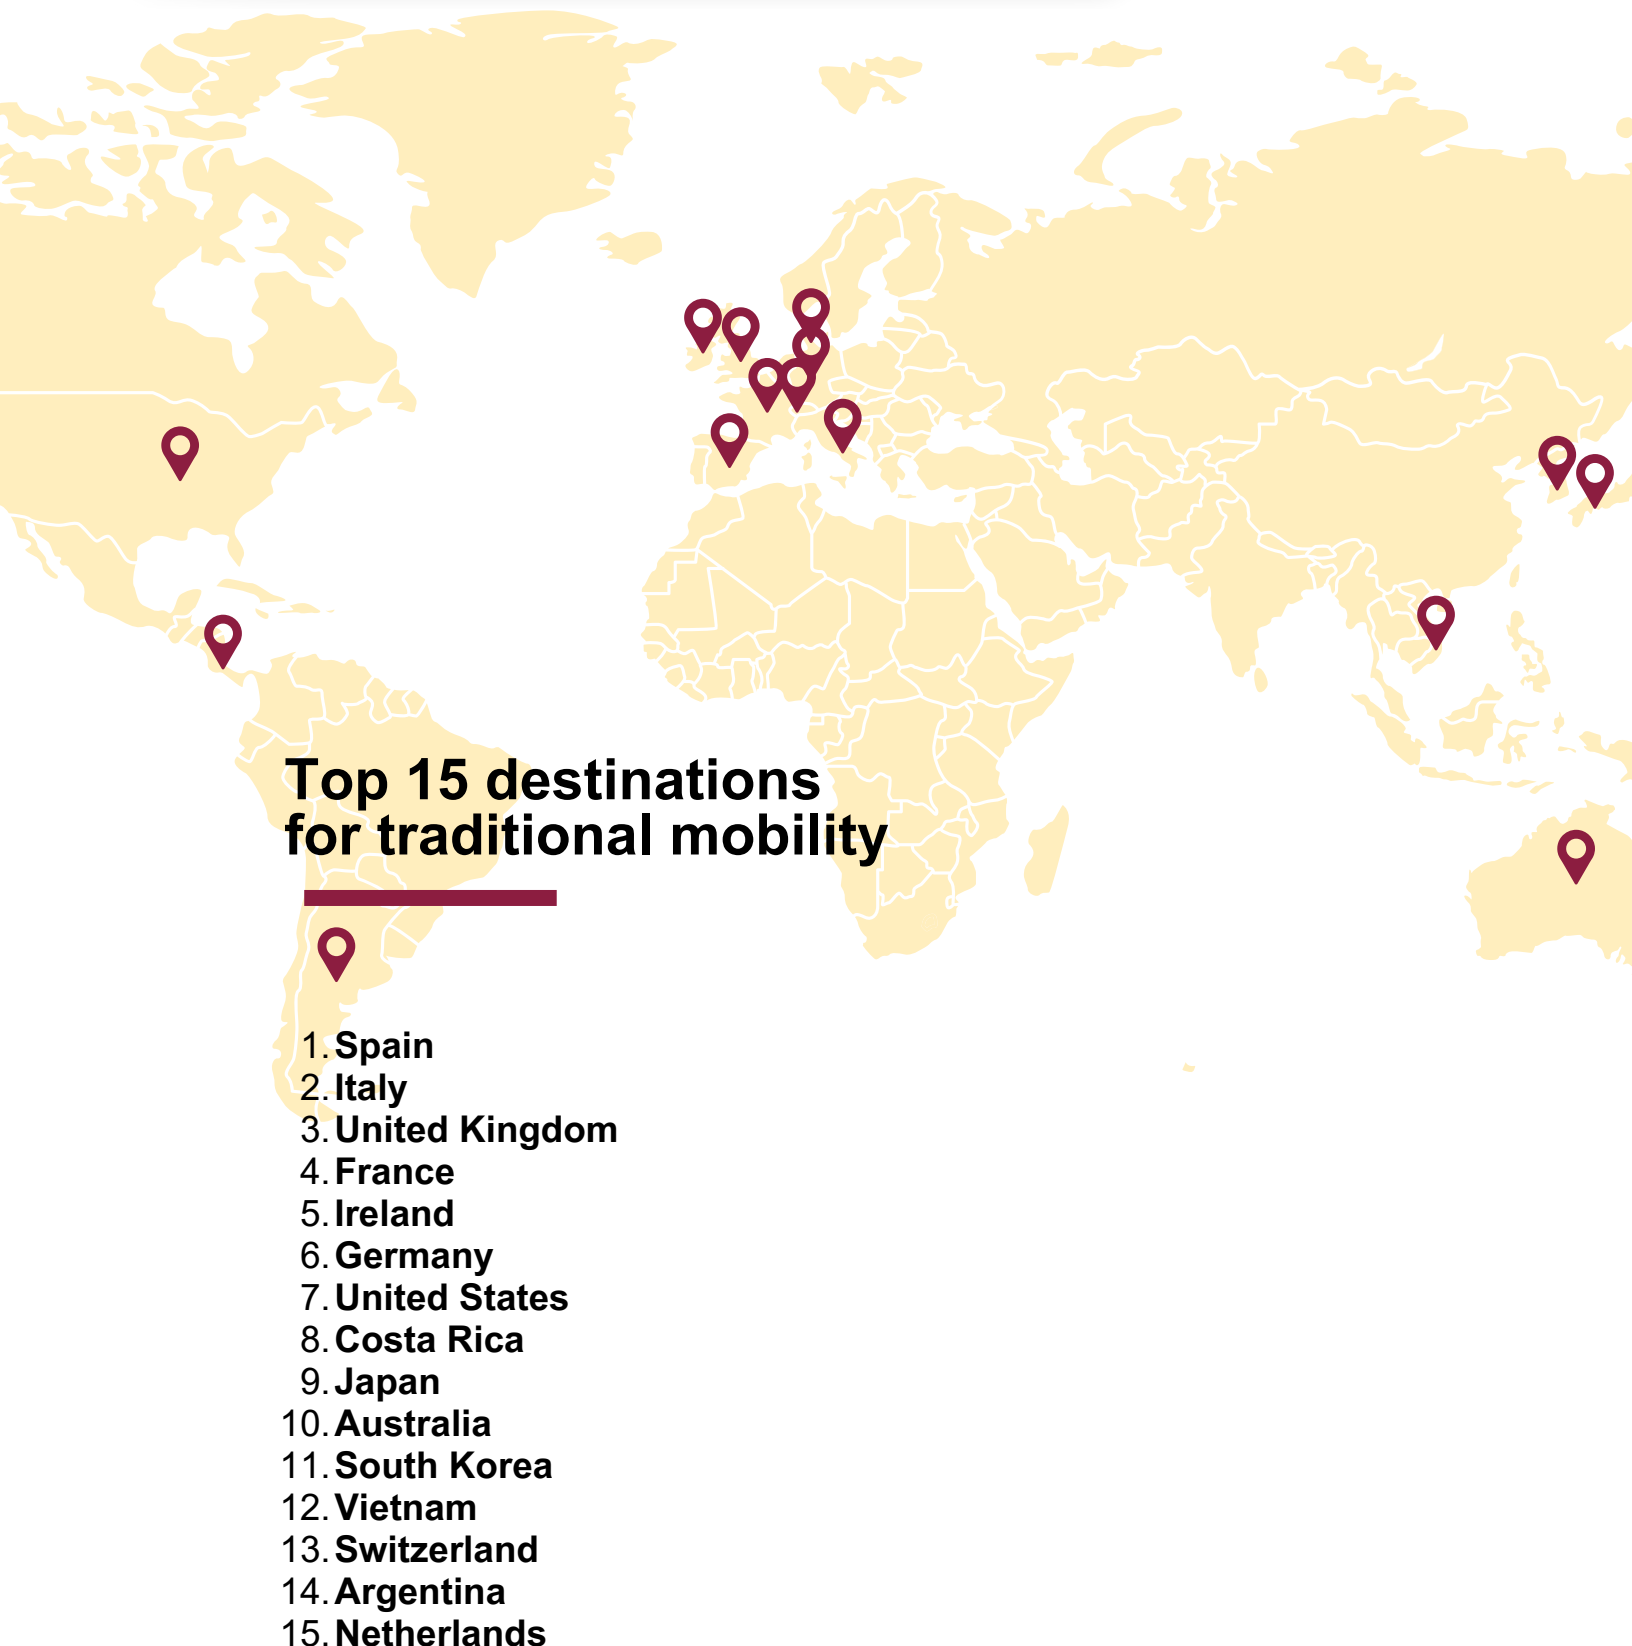 Top 15 destinations
for traditional mobility
1. Spain
2. Italy
3. United Kingdom
4. France
5. Ireland
6. Germany
7. United States
8. Costa Rica
9. Japan
10. Australia
11. South Korea
12. Vietnam
13. Switzerland
14. Argentina
15. Netherlands